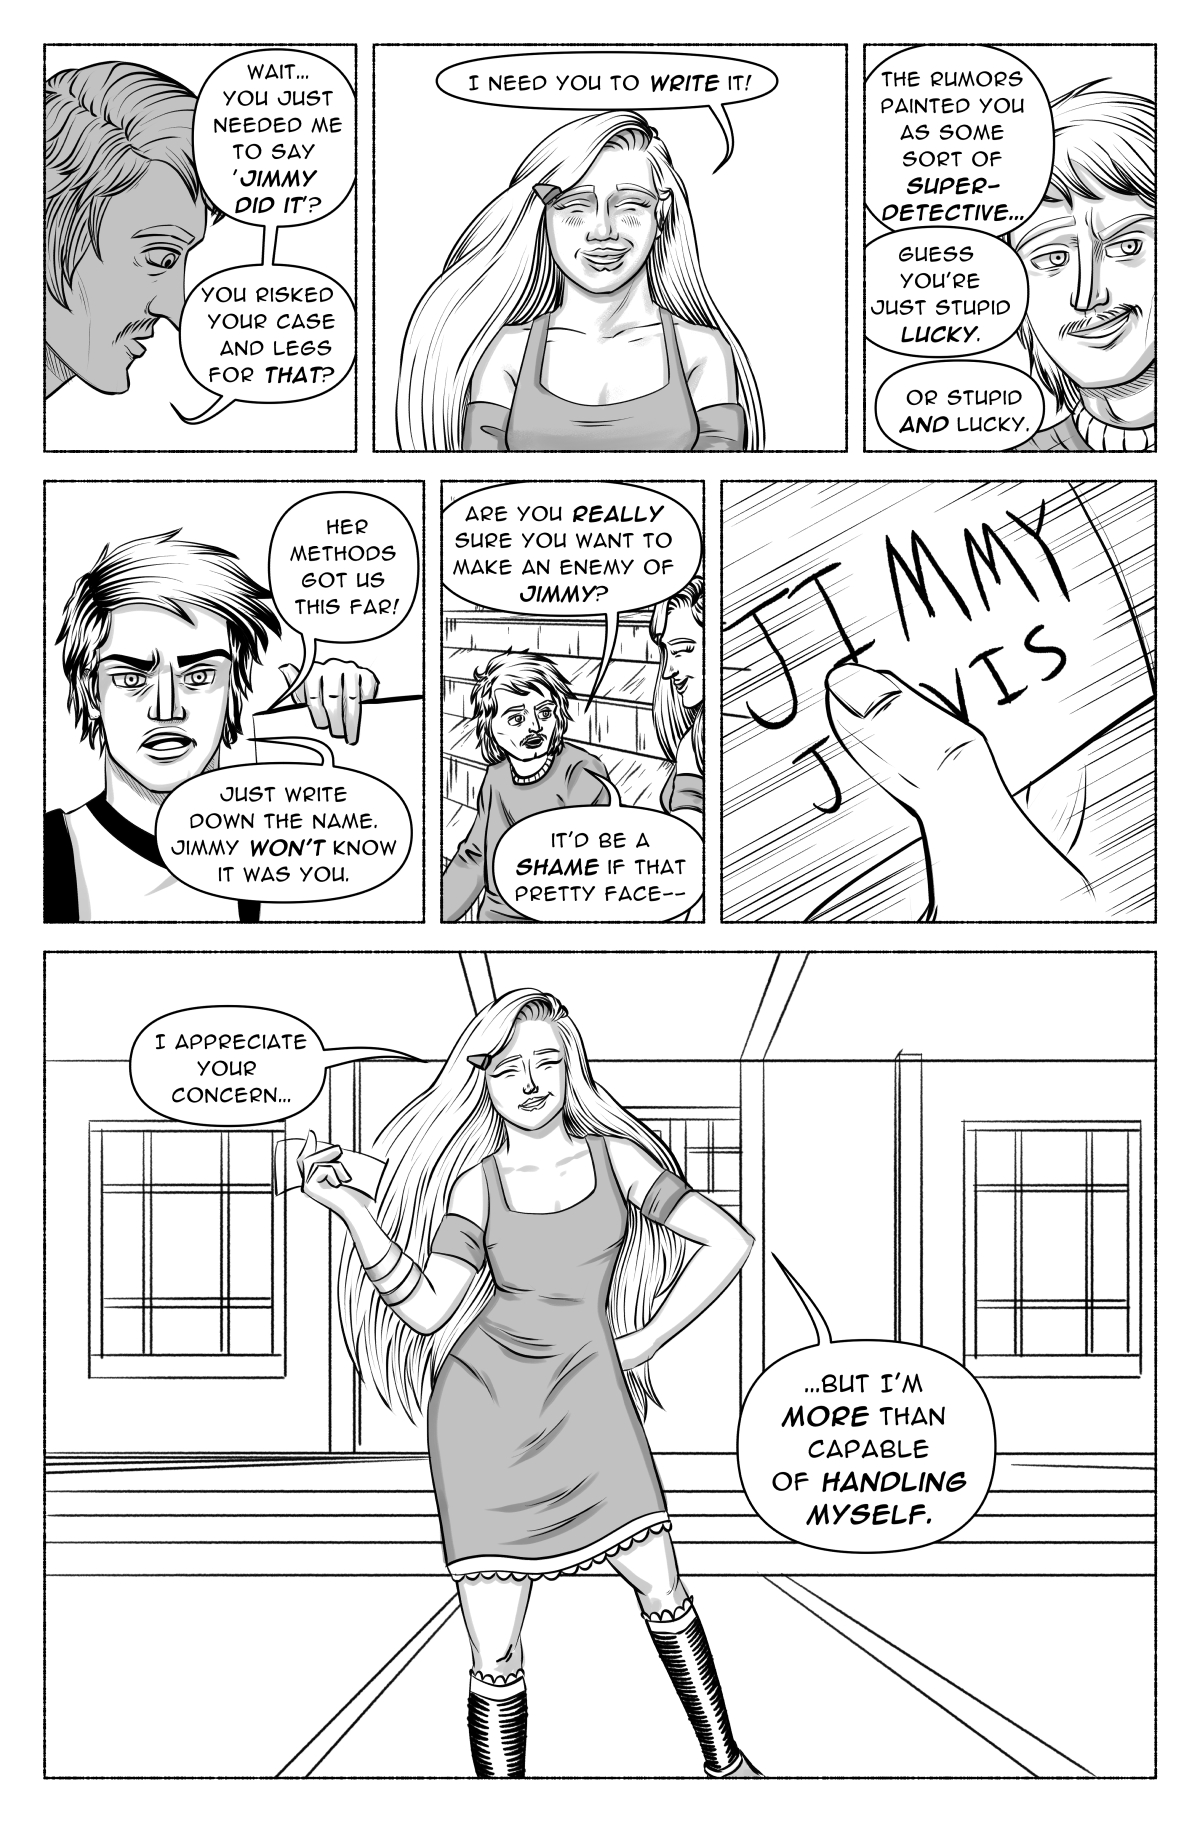 WAIT...
YOU JUST
NEEDED ME
TO SAY
'JIMMY
DID IT'?
YOU RISKED
YOUR CASE
AND LEGS
FOR THAT?
I NEED YOU TO WRITE IT!
THE RUMORS
PAINTED YOU
AS SOME
SORT OF
SUPER-
DETECTIVE...
GUESS
YOU'RE
JUST STUPID
LUCKY.
OR STUPID
AND LUCKY.
HER
METHODS
GOT US
THIS FAR!
JUST WRITE
DOWN THE NAME.
JIMMY WON'T KNOW
IT WAS YOU.
ARE YOU REALLY
SURE YOU WANT TO
MAKE AN ENEMY OF
JIMMY?
IT'D BE A
SHAME IF THAT
PRETTY FACE--
JIMMY
I APPRECIATE
YOUR
CONCERN...
...BUT I'M
MORE THAN
CAPABLE
OF HANDLING
MYSELF.